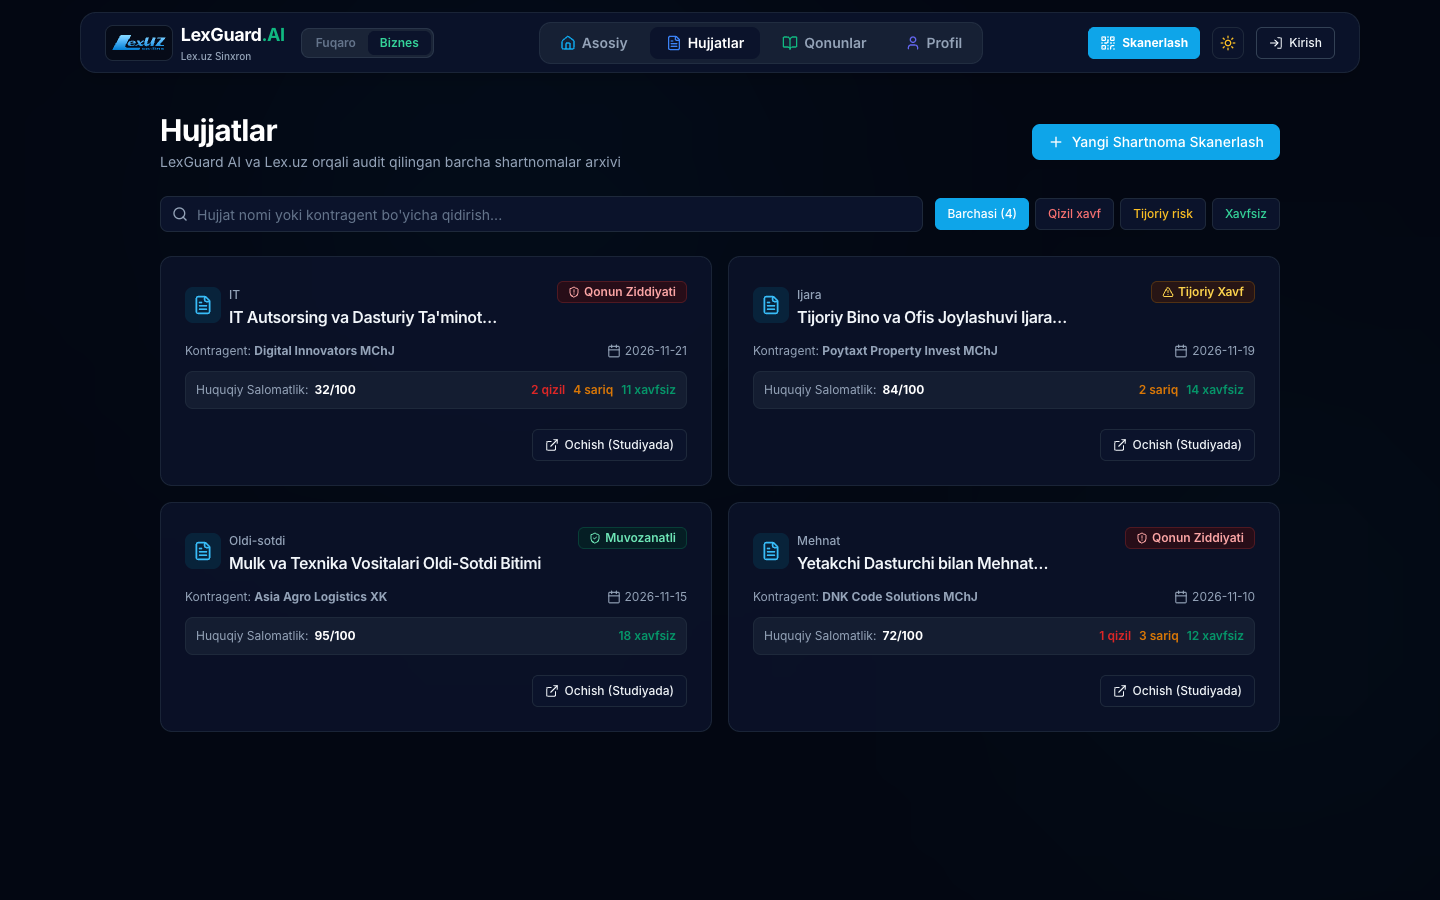 LexUZ
LexGuard.AI
Lex.uz Sinxron
Fuqaro
Biznes
Asosiy
Hujjatlar
Qonunlar
Profil
Skanerlash
Kirish
Hujjatlar
LexGuard AI va Lex.uz orqali audit qilingan barcha shartnomalar arxivi
Yangi Shartnoma Skanerlash
Hujjat nomi yoki kontragent bo'yicha qidirish...
Barchasi (4)
Qizil xavf
Tijoriy risk
Xavfsiz
IT
Qonun Ziddiyati
IT Autsorsing va Dasturiy Ta'minot...
Kontragent: Digital Innovators MChJ
2026-11-21
Huquqiy Salomatlik: 32/100
2 qizil 4 sariq 11 xavfsiz
Ochish (Studiyada)
Ijara
Tijoriy Xavf
Tijoriy Bino va Ofis Joylashuvi Ijara...
Kontragent: Poytaxt Property Invest MChJ
2026-11-19
Huquqiy Salomatlik: 84/100
2 sariq 14 xavfsiz
Ochish (Studiyada)
Oldi-sotdi
Muvozanatli
Mulk va Texnika Vositalari Oldi-Sotdi Bitimi
Kontragent: Asia Agro Logistics XK
2026-11-15
Huquqiy Salomatlik: 95/100
18 xavfsiz
Ochish (Studiyada)
Mehnat
Qonun Ziddiyati
Yetakchi Dasturchi bilan Mehnat...
Kontragent: DNK Code Solutions MChJ
2026-11-10
Huquqiy Salomatlik: 72/100
1 qizil 3 sariq 12 xavfsiz
Ochish (Studiyada)